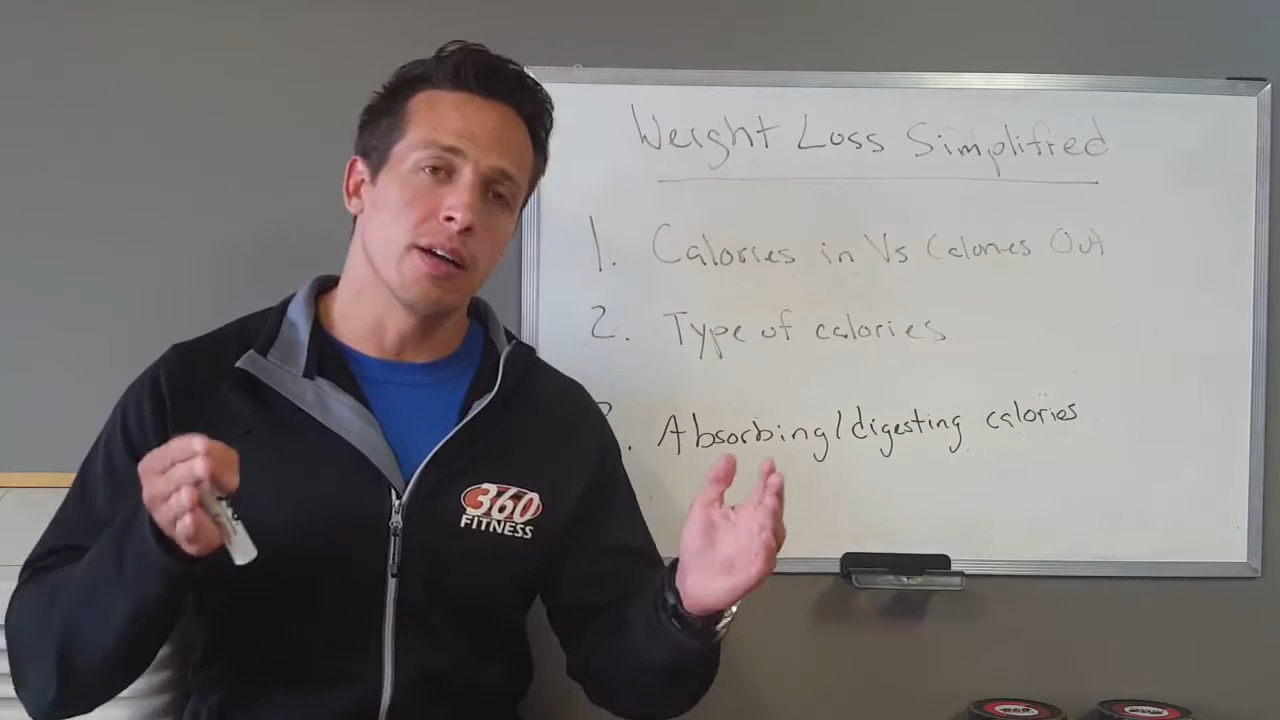 Weight Loss Simplified
1. Calories in Vs Calories Out
2. Type of calories
. Absorbing/digesting calories
360
FITNESS